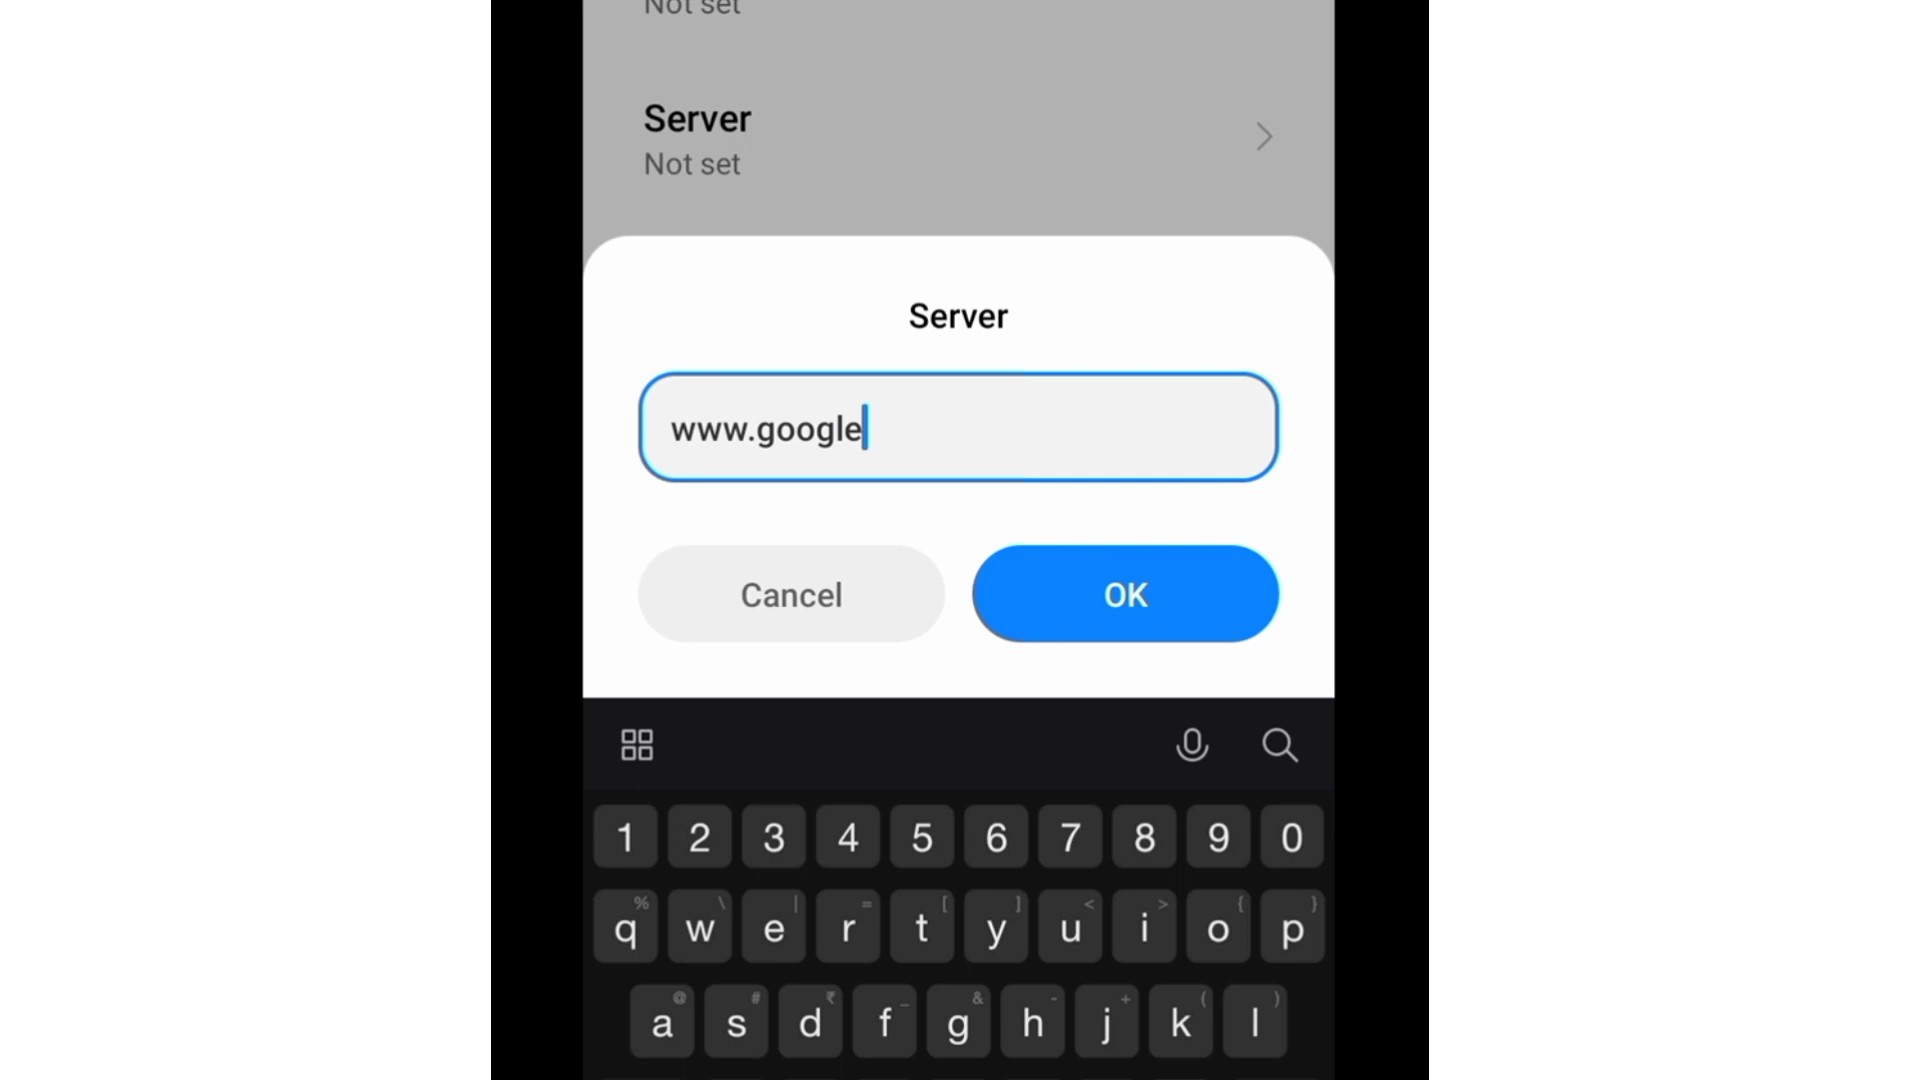 Not set
Server
Not set
Server
www.google
Cancel
OK
1 2 3 4 5 6 7 8 9 0
% \ | = [ ] < > { }
q w e r t y u i o p
@ # ₹ _ & - + ( )
a s d f g h j k l